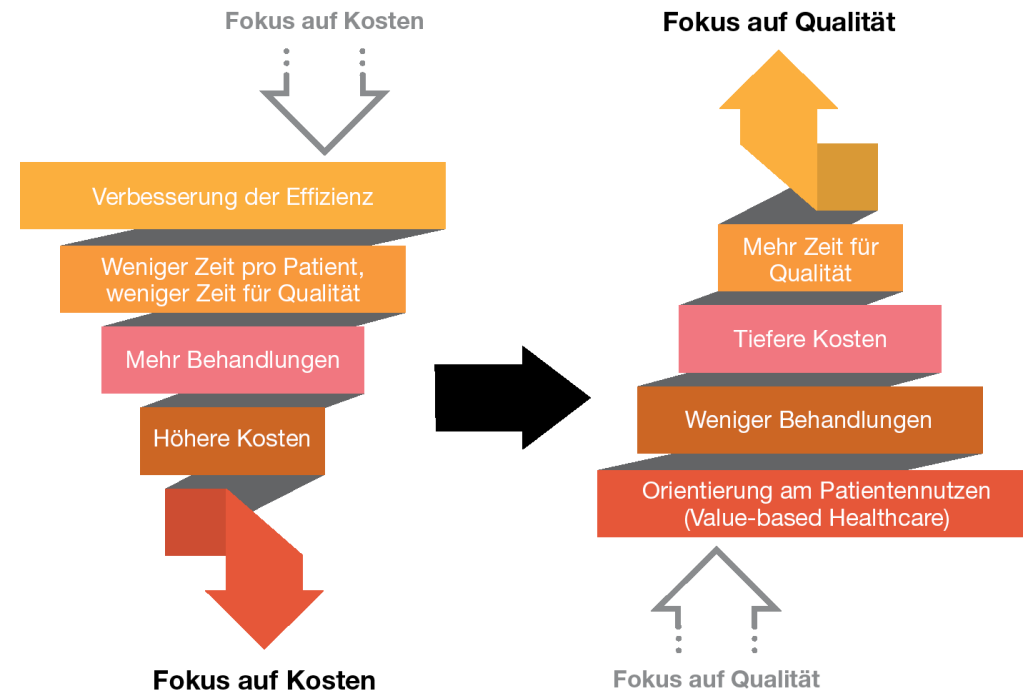 Fokus auf Kosten
Verbesserung der Effizienz
Weniger Zeit pro Patient,
weniger Zeit für Qualität
Mehr Behandlungen
Höhere Kosten
Fokus auf Kosten
Fokus auf Qualität
Mehr Zeit für
Qualität
Tiefere Kosten
Weniger Behandlungen
Orientierung am Patientennutzen
(Value-based Healthcare)
Fokus auf Qualität